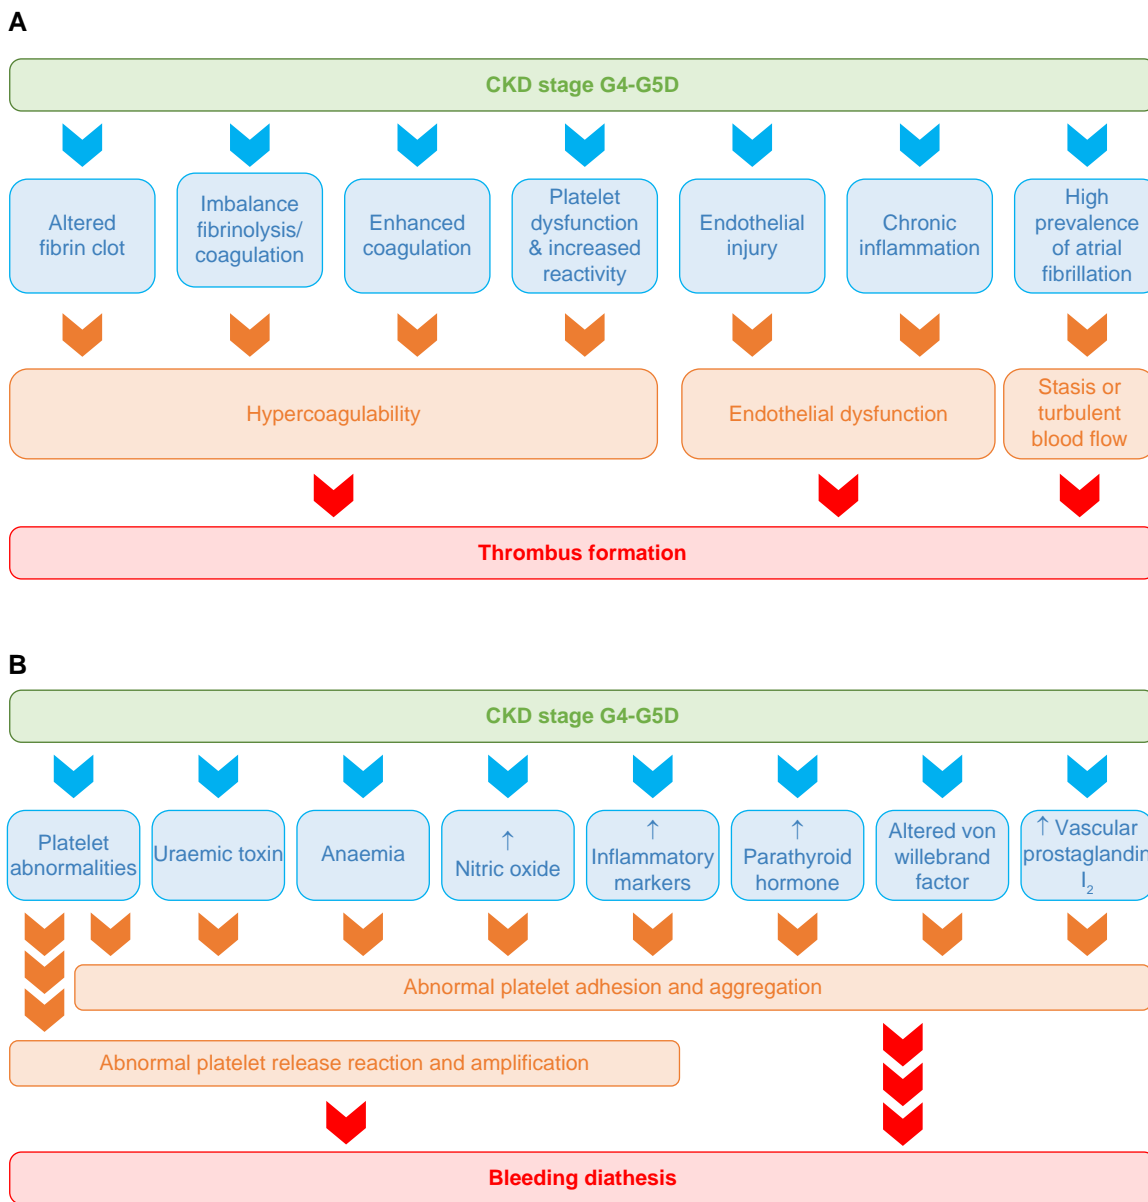 A
CKD stage G4-G5D
Altered
fibrin clot
Imbalance
fibrinolysis/
coagulation
Enhanced
coagulation
Platelet
dysfunction
& increased
reactivity
Endothelial
injury
Chronic
inflammation
High
prevalence
of atrial
fibrillation
Hypercoagulability
Endothelial dysfunction
Stasis or
turbulent
blood flow
Thrombus formation
B
CKD stage G4-G5D
Platelet
abnormalities
Uraemic toxin
Anaemia
↑
Nitric oxide
↑
Inflammatory
markers
↑
Parathyroid
hormone
Altered von
willebrand
factor
↑ Vascular
prostaglandin
I₂
Abnormal platelet adhesion and aggregation
Abnormal platelet release reaction and amplification
Bleeding diathesis